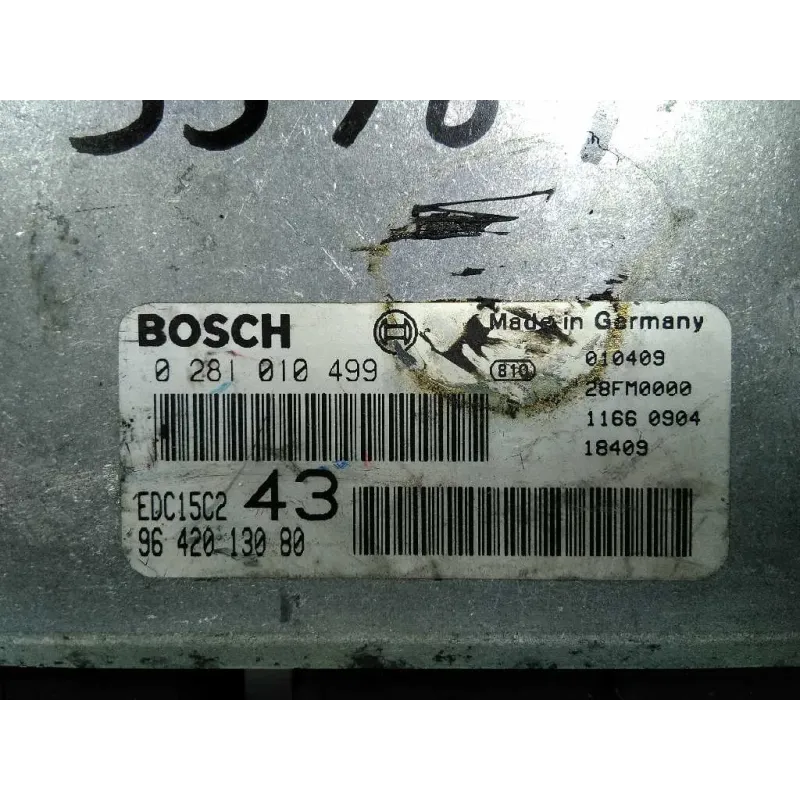 BOSCH
Made in Germany
0 281 010 499
810
010409
28FM0000
1166 0904
18409
EDC15C2 43
96 420 130 80